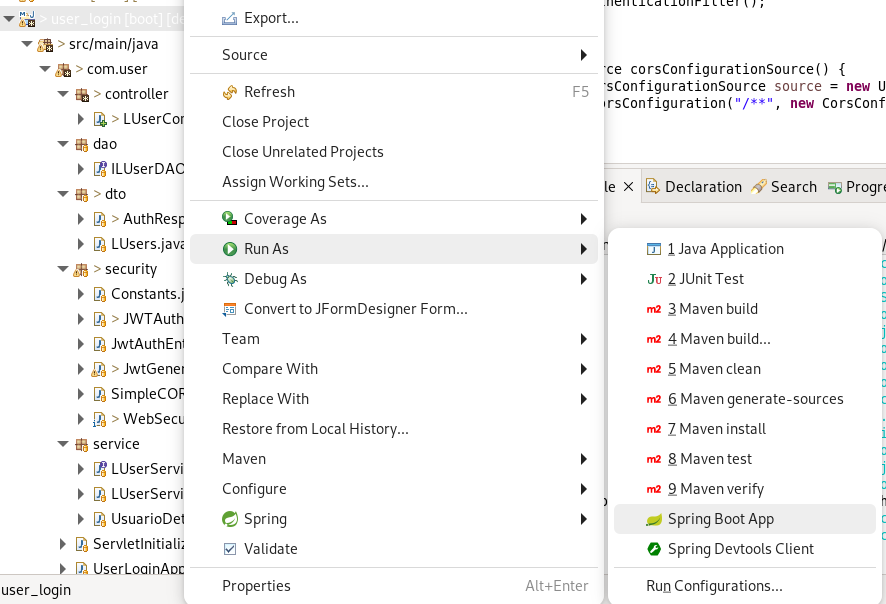 > user_login [boot]
> src/main/java
> com.user
> controller
> LUserCor
dao
ILUserDAO
> dto
> AuthResp
LUsers.java
> security
Constants.j
> JWTAuth
JwtAuthEnt
> JwtGener
SimpleCOR
> WebSecu
service
LUserServi
LUserServi
UsuarioDet
ServletInitializ
UserLoginApp
user_login
Export...
Source
Refresh F5
Close Project
Close Unrelated Projects
Assign Working Sets...
Coverage As
Run As
Debug As
Convert to JFormDesigner Form...
Team
Compare With
Replace With
Restore from Local History...
Maven
Configure
Spring
Validate
Properties Alt+Enter
henticationFilter();
rce corsConfigurationSource() {
rsConfigurationSource source = new U
orsConfiguration("/**", new CorsConf
le Declaration Search Progre
1 Java Application
2 JUnit Test
3 Maven build
4 Maven build...
5 Maven clean
6 Maven generate-sources
7 Maven install
8 Maven test
9 Maven verify
Spring Boot App
Spring Devtools Client
Run Configurations...